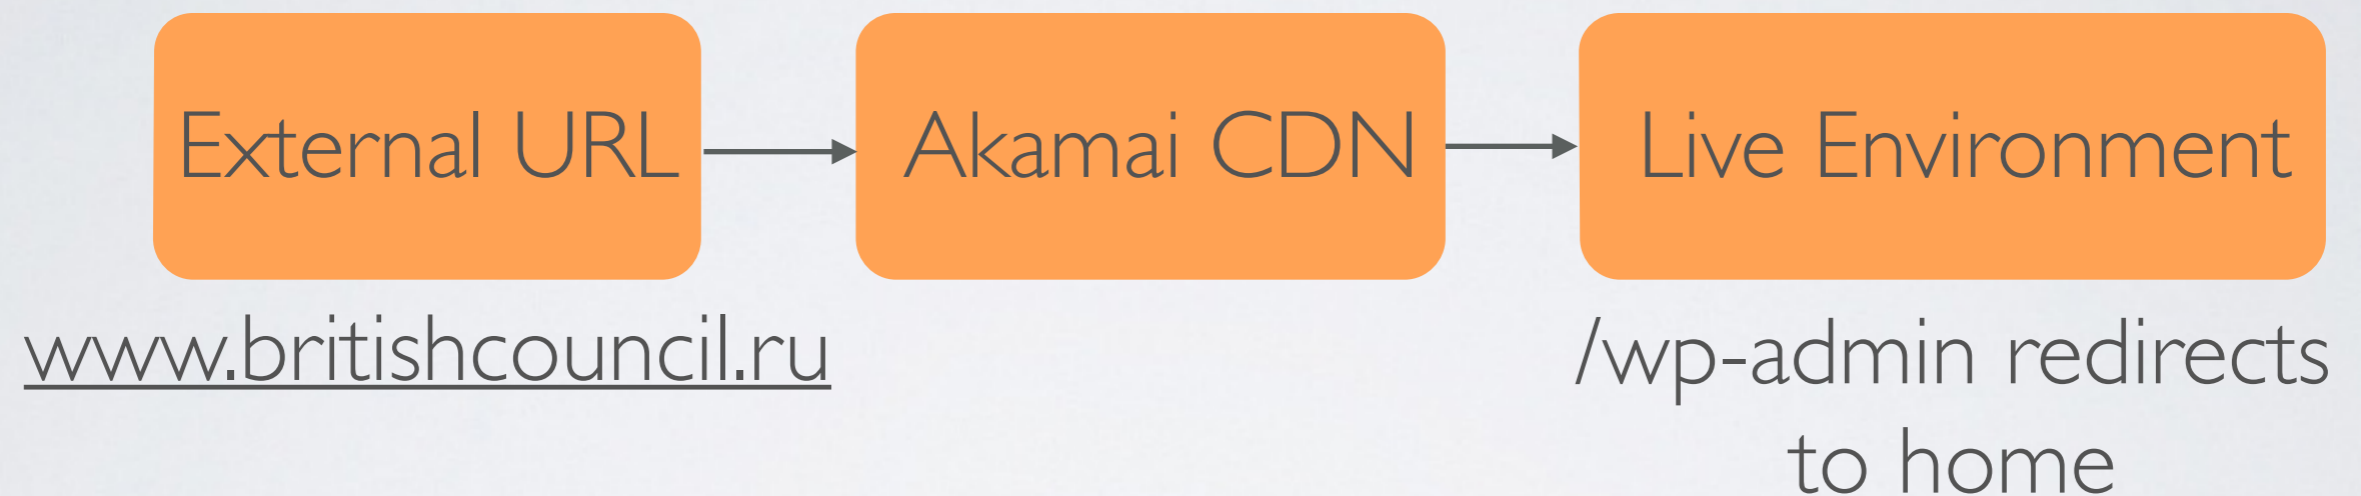 External URL
Akamai CDN
Live Environment
www.britishcouncil.ru
/wp-admin redirects
to home